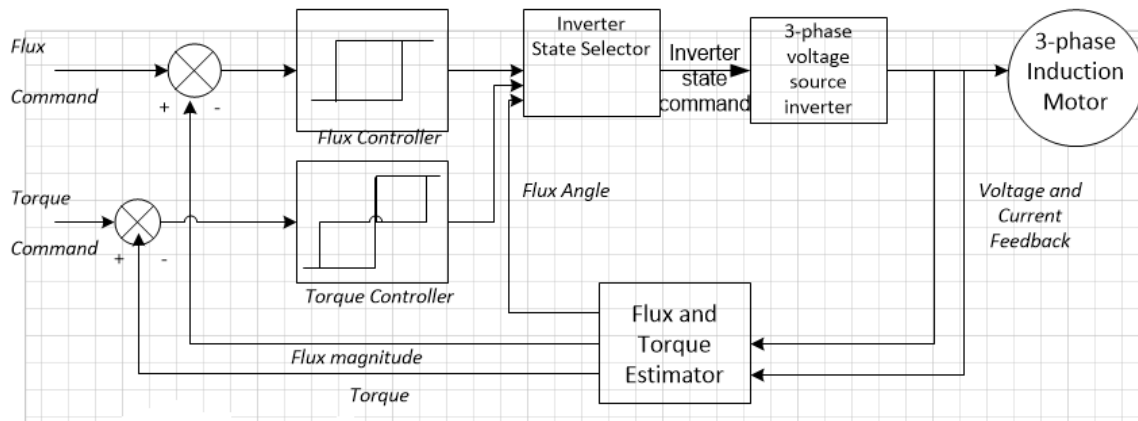 Flux
Command
+ -
Flux Controller
Inverter
State Selector
Inverter
state
command
3-phase
voltage
source
inverter
3-phase
Induction
Motor
Torque
Command
+ -
Torque Controller
Flux Angle
Voltage and
Current
Feedback
Flux and
Torque
Estimator
Flux magnitude
Torque